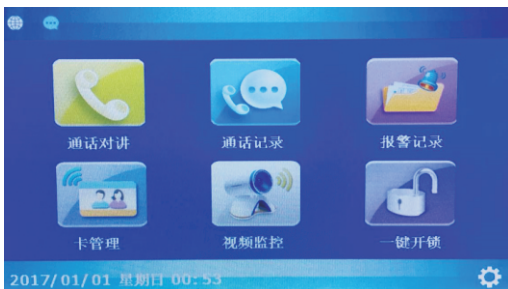 通话对讲 通话记录 报警记录
卡管理 视频监控 一键开锁
2017/01/01 星期日 00:53